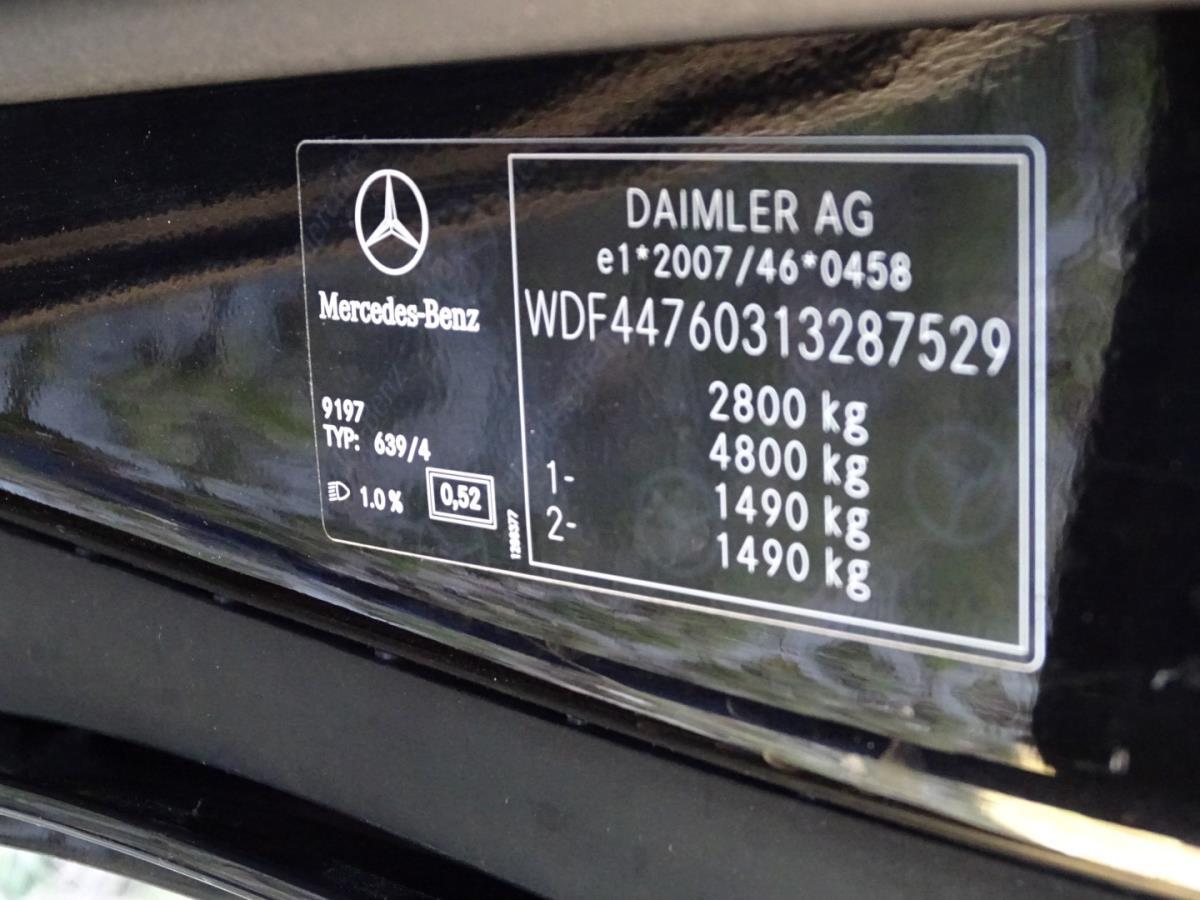 Mercedes-Benz
9197
TYP: 639/4
1.0 %
0,52
1286377
DAIMLER AG
e1*2007/46*0458
WDF44760313287529
2800 kg
4800 kg
1- 1490 kg
2- 1490 kg